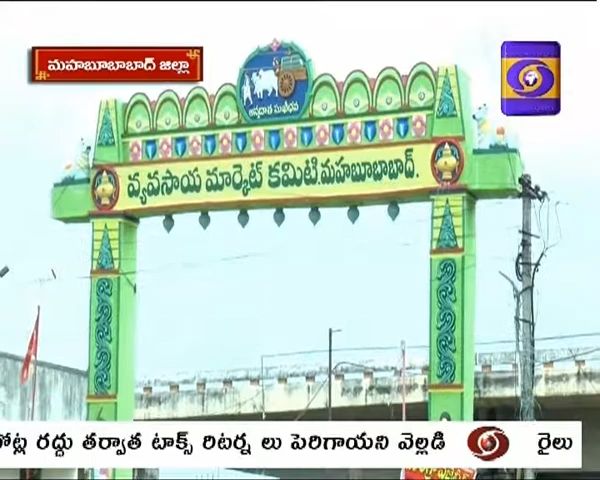 మహబూబాబాద్ జిల్లా
అన్నదాత సుఖీభవ
వ్యవసాయ మార్కెట్ కమిటి.మహబూబాబాద్.
రద్దు తర్వాత టాక్స్ రిటర్న లు పెరిగాయని వెల్లడి రైలు